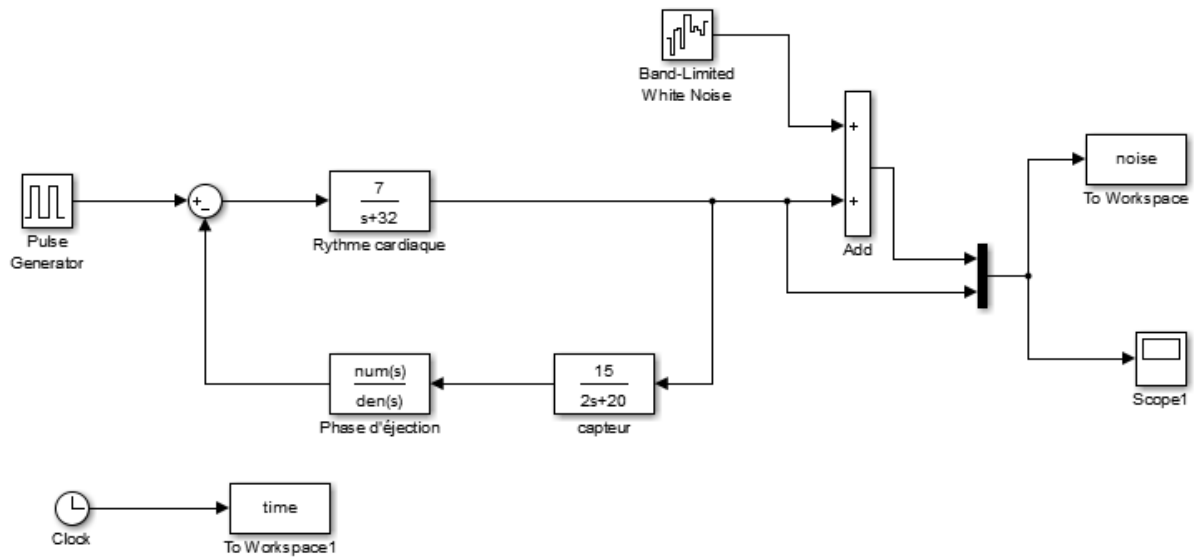 Band-Limited
White Noise
+
+
Add
noise
To Workspace
Pulse
Generator
+
−
7
s+32
Rythme cardiaque
num(s)
den(s)
Phase d'éjection
15
2s+20
capteur
Scope1
Clock
time
To Workspace1